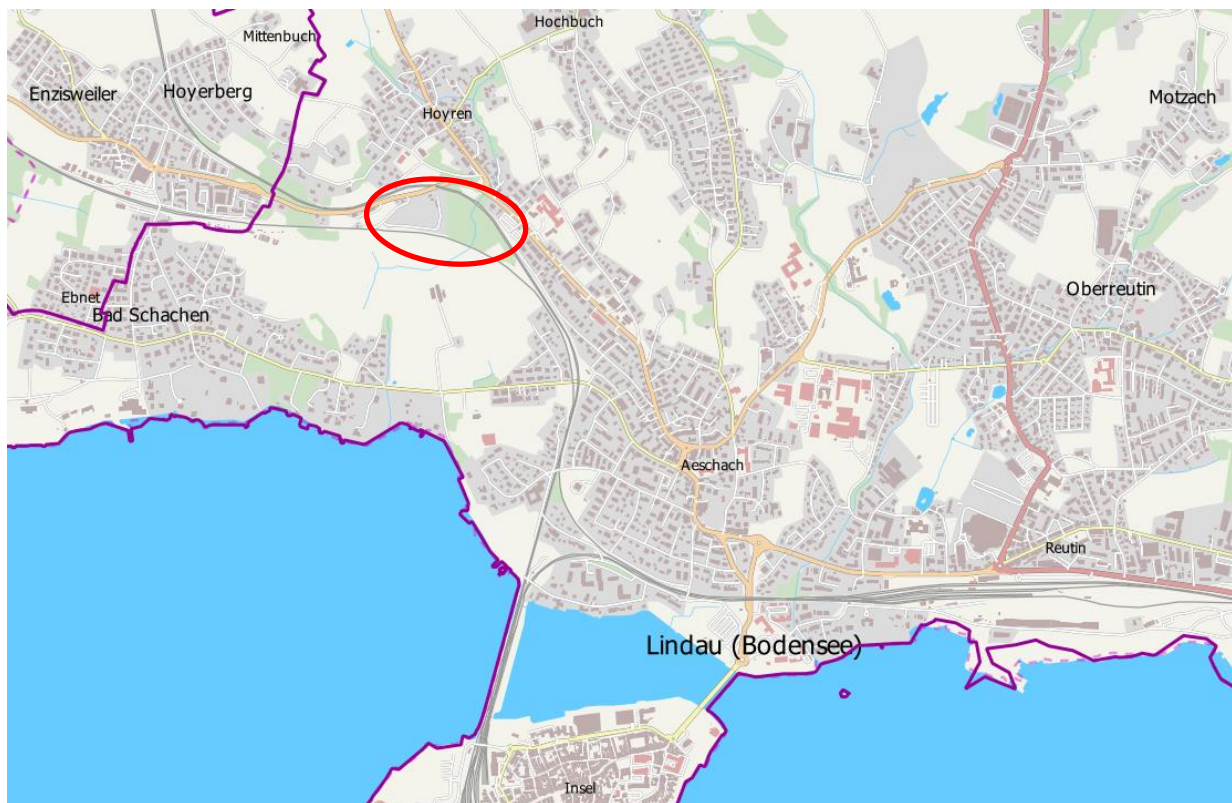 Hochbuch
Mittenbuch
Enzisweiler
Hoyerberg
Motzach
Hoyren
Oberreutin
Ebnet
Bad Schachen
Aeschach
Reutin
Lindau (Bodensee)
Insel